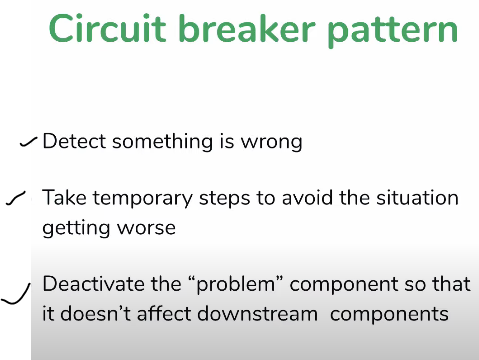 Circuit breaker pattern
Detect something is wrong
Take temporary steps to avoid the situation
getting worse
Deactivate the “problem” component so that
it doesn’t affect downstream components